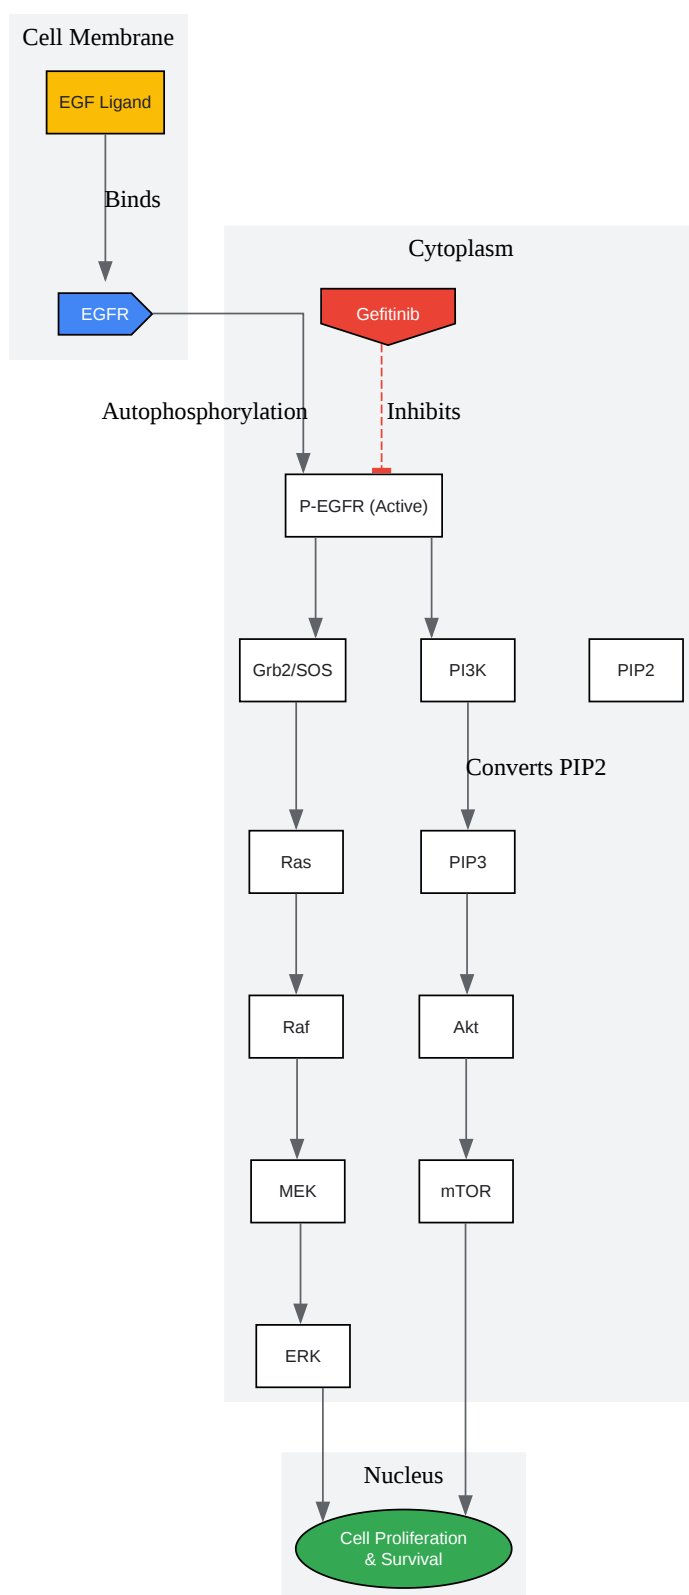 Cell Membrane
EGF Ligand
Binds
Cytoplasm
EGFR
Gefitinib
Autophosphorylation
Inhibits
P-EGFR (Active)
Grb2/SOS
PI3K
PIP2
Converts PIP2
Ras
PIP3
Raf
Akt
MEK
mTOR
ERK
Nucleus
Cell Proliferation
& Survival